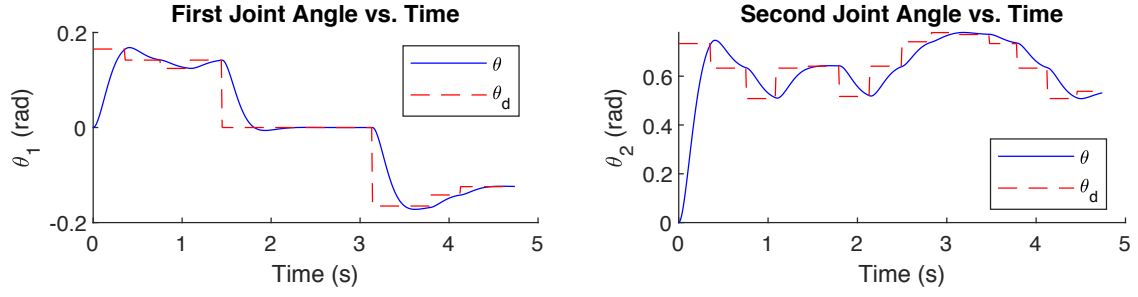 First Joint Angle vs. Time
0.2
0
-0.2
θ1 (rad)
θ
θd
0 1 2 3 4 5
Time (s)
Second Joint Angle vs. Time
0.6
0.4
0.2
0
θ2 (rad)
θ
θd
0 1 2 3 4 5
Time (s)